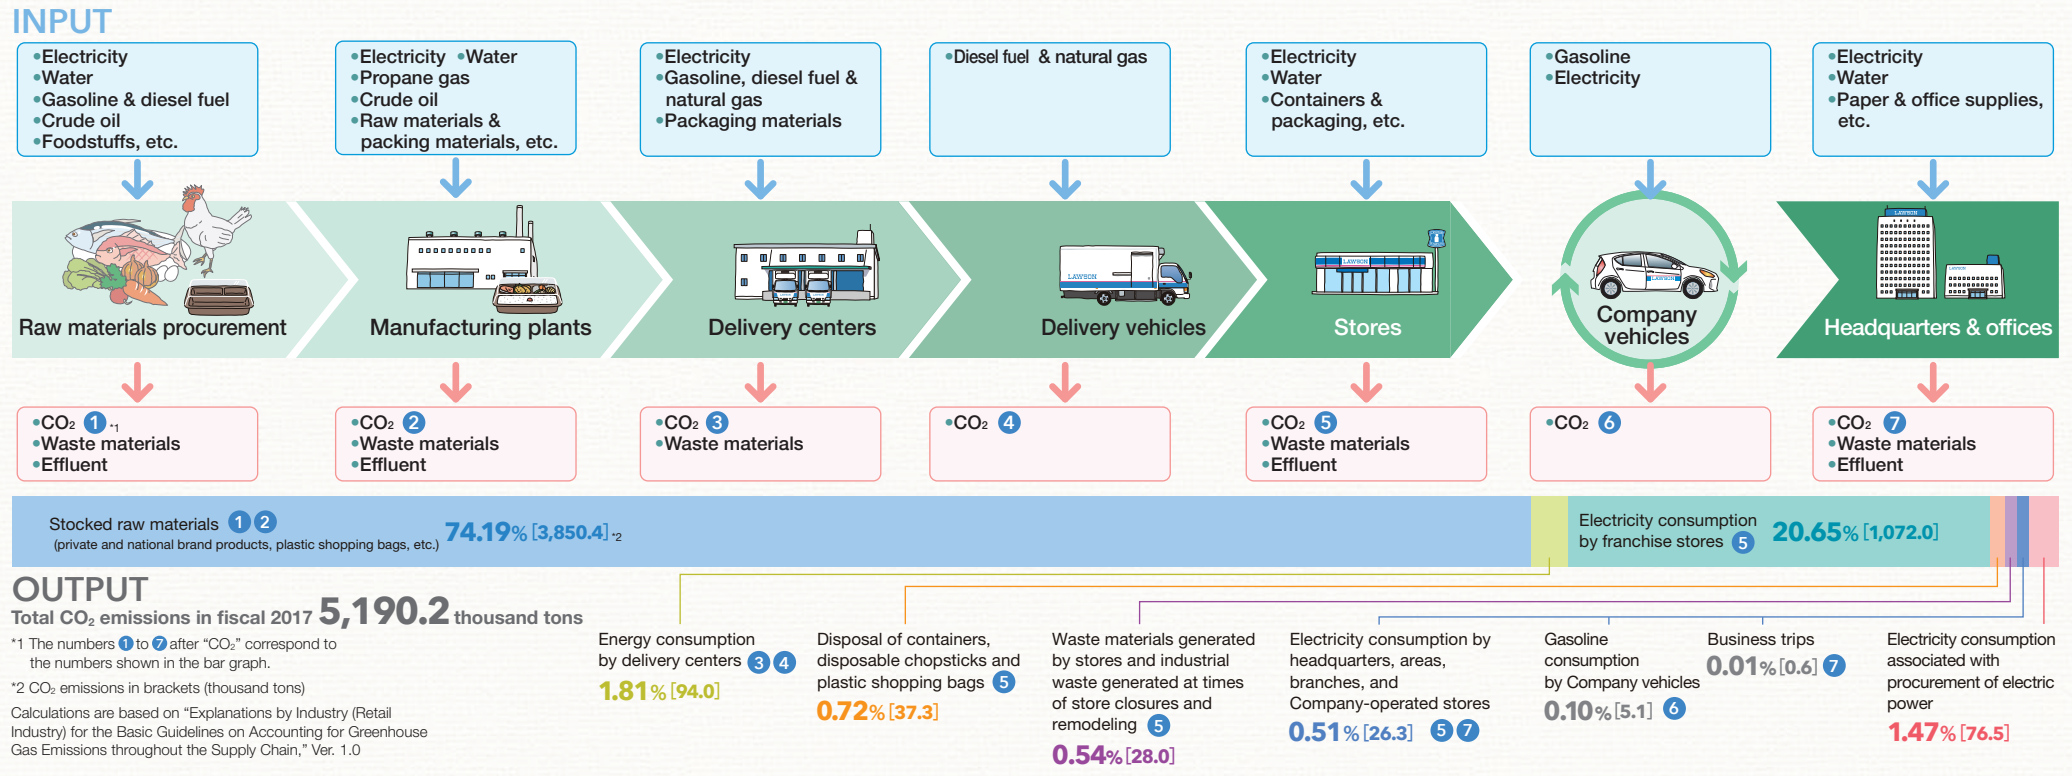 INPUT
•Electricity
•Water
•Gasoline & diesel fuel
•Crude oil
•Foodstuffs, etc.
•Electricity •Water
•Propane gas
•Crude oil
•Raw materials &
packing materials, etc.
•Electricity
•Gasoline, diesel fuel &
natural gas
•Packaging materials
•Diesel fuel & natural gas
•Electricity
•Water
•Containers &
packaging, etc.
•Gasoline
•Electricity
•Electricity
•Water
•Paper & office supplies,
etc.
Raw materials procurement
Manufacturing plants
Delivery centers
LAWSON
Delivery vehicles
LAWSON
Stores
LAWSON
Company
vehicles
LAWSON
LAWSON
Headquarters & offices
•CO₂ 1 *1
•Waste materials
•Effluent
•CO₂ 2
•Waste materials
•Effluent
•CO₂ 3
•Waste materials
•CO₂ 4
•CO₂ 5
•Waste materials
•Effluent
•CO₂ 6
•CO₂ 7
•Waste materials
•Effluent
Stocked raw materials 1 2
(private and national brand products, plastic shopping bags, etc.)
74.19% [3,850.4] *2
Electricity consumption
by franchise stores 5
20.65% [1,072.0]
OUTPUT
Total CO₂ emissions in fiscal 2017 5,190.2 thousand tons
*1 The numbers 1 to 7 after “CO₂” correspond to
the numbers shown in the bar graph.
*2 CO₂ emissions in brackets (thousand tons)
Calculations are based on “Explanations by Industry (Retail
Industry) for the Basic Guidelines on Accounting for Greenhouse
Gas Emissions throughout the Supply Chain,” Ver. 1.0
Energy consumption
by delivery centers 3 4
1.81% [94.0]
Disposal of containers,
disposable chopsticks and
plastic shopping bags 5
0.72% [37.3]
Waste materials generated
by stores and industrial
waste generated at times
of store closures and
remodeling 5
0.54% [28.0]
Electricity consumption by
headquarters, areas,
branches, and
Company-operated stores
0.51% [26.3] 5 7
Gasoline
consumption
by Company vehicles
0.10% [5.1] 6
Business trips
0.01% [0.6] 7
Electricity consumption
associated with
procurement of electric
power
1.47% [76.5]